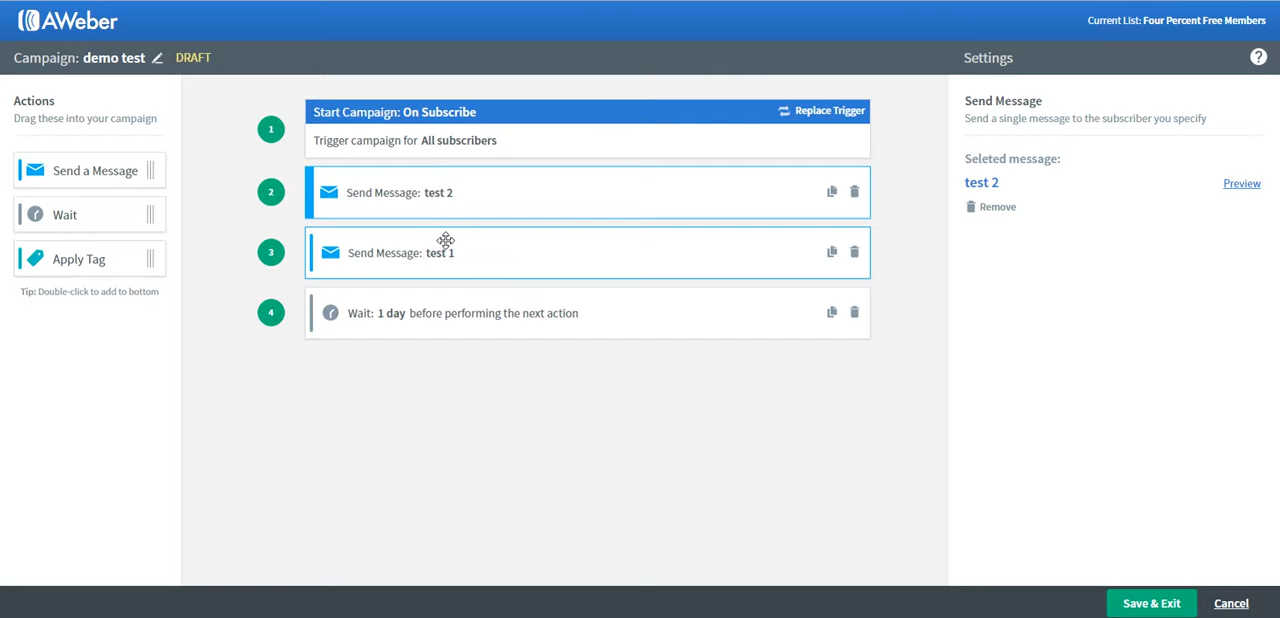 AWeber
Current List: Four Percent Free Members
Campaign: demo test DRAFT
Settings
Actions
Drag these into your campaign
Send a Message
Wait
Apply Tag
Tip: Double-click to add to bottom
1
Start Campaign: On Subscribe
Replace Trigger
Trigger campaign for All subscribers
2
Send Message: test 2
3
Send Message: test 1
4
Wait: 1 day before performing the next action
Send Message
Send a single message to the subscriber you specify
Seleted message:
test 2
Preview
Remove
Save & Exit
Cancel
?